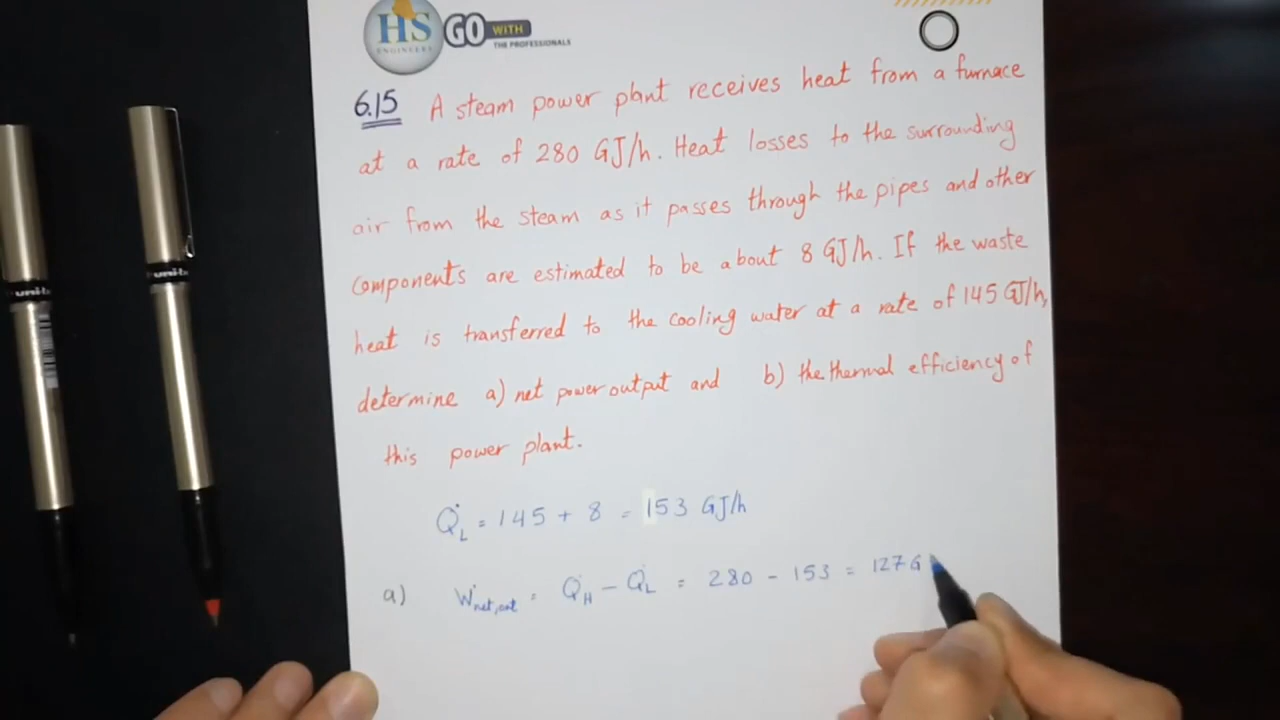 HS
ENGINEERS
GO WITH
THE PROFESSIONALS
6.15 A steam power plant receives heat from a furnace
at a rate of 280 GJ/h. Heat losses to the surrounding
air from the steam as it passes through the pipes and other
components are estimated to be about 8 GJ/h. If the waste
heat is transferred to the cooling water at a rate of 145 GJ/h,
determine a) net power output and b) the thermal efficiency of
this power plant.
Q̇L = 145 + 8 = 153 GJ/h
a) Ẇnet,out = Q̇H - Q̇L = 280 - 153 = 127 G
uni-b
uni-b